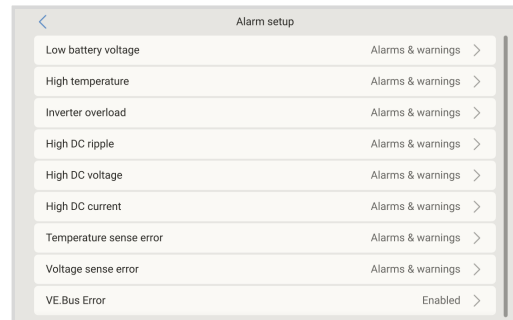 Alarm setup
Low battery voltage Alarms & warnings
High temperature Alarms & warnings
Inverter overload Alarms & warnings
High DC ripple Alarms & warnings
High DC voltage Alarms & warnings
High DC current Alarms & warnings
Temperature sense error Alarms & warnings
Voltage sense error Alarms & warnings
VE.Bus Error Enabled